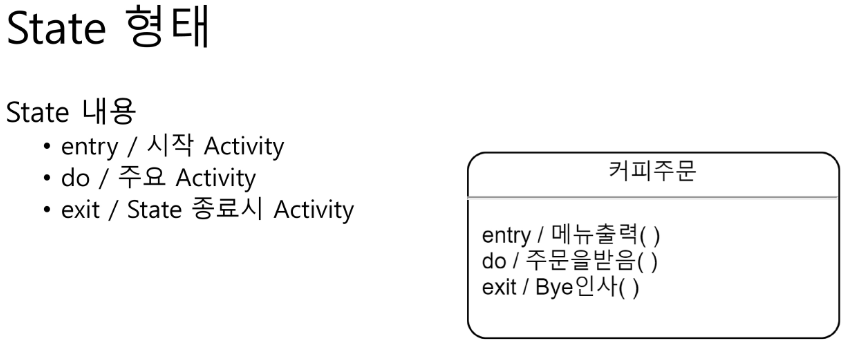 State 형태
State 내용
• entry / 시작 Activity
• do / 주요 Activity
• exit / State 종료시 Activity
커피주문
entry / 메뉴출력( )
do / 주문을받음( )
exit / Bye인사( )